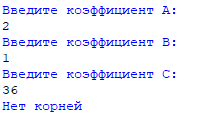 Введите коэффициент A:
2
Введите коэффициент B:
1
Введите коэффициент C:
36
Нет корней